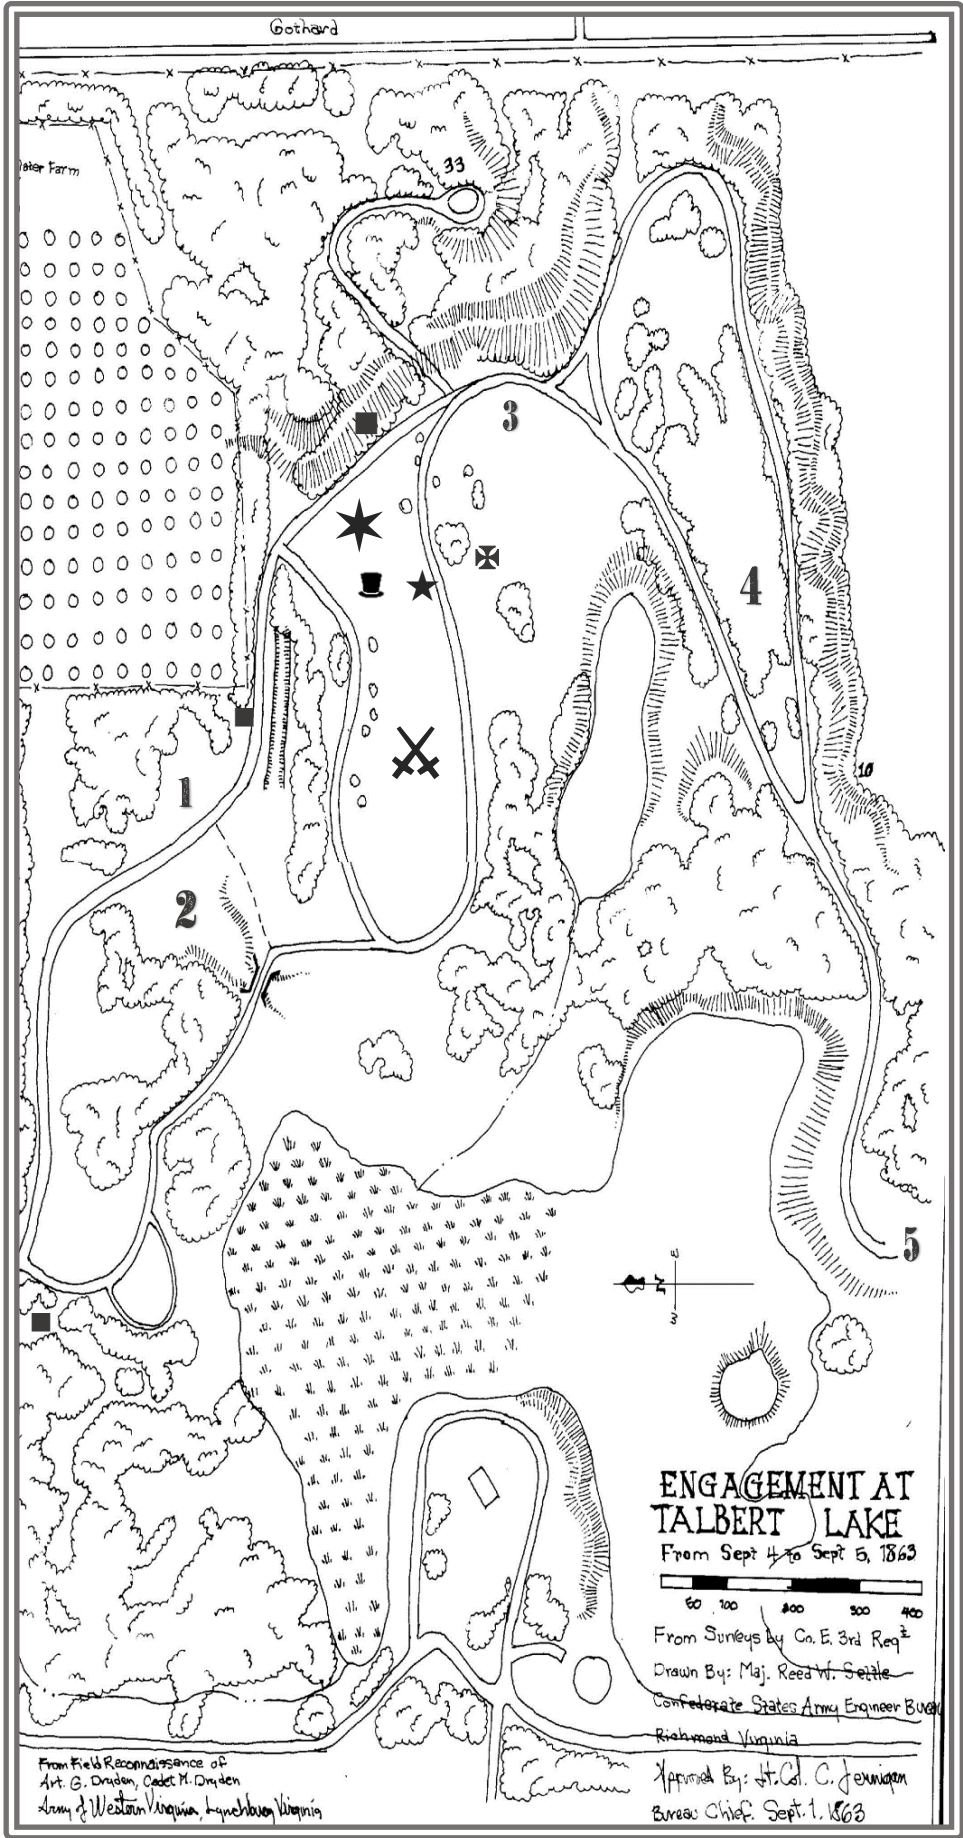 Gothard
ater Farm
33
3
4
1
10
2
5
N
E
ENGAGEMENT AT
TALBERT LAKE
From Sept 4 to Sept 5, 1863
50 100 200 300 400
From Surveys by Co. E. 3rd Regt
Drawn By: Maj. Reed W. Settle
Confederate States Army Engineer Bureau
Richmond Virginia
Approved By: Lt. Col. C. Jernigan
Bureau Chief. Sept. 1, 1863
From Field Reconnaissance of
Art. G. Dryden, Cadet M. Dryden
Army of Western Virginia, Lynchburg Virginia